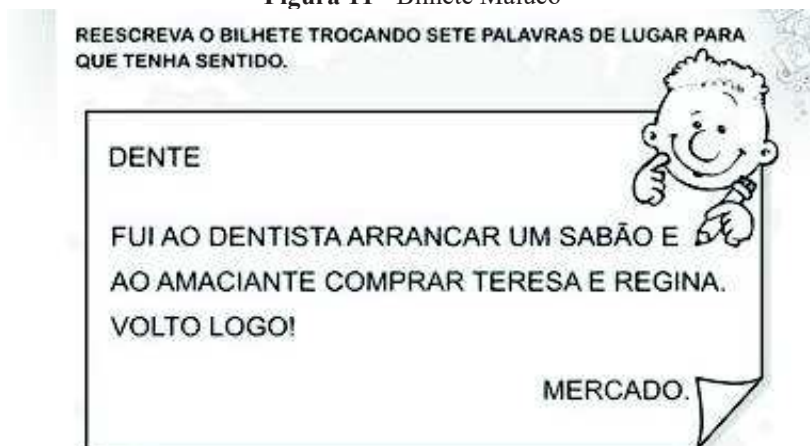 Figura 11 - Bilhete Maluco
REESCREVA O BILHETE TROCANDO SETE PALAVRAS DE LUGAR PARA
QUE TENHA SENTIDO.
DENTE
FUI AO DENTISTA ARRANCAR UM SABÃO E
AO AMACIANTE COMPRAR TERESA E REGINA.
VOLTO LOGO!
MERCADO.